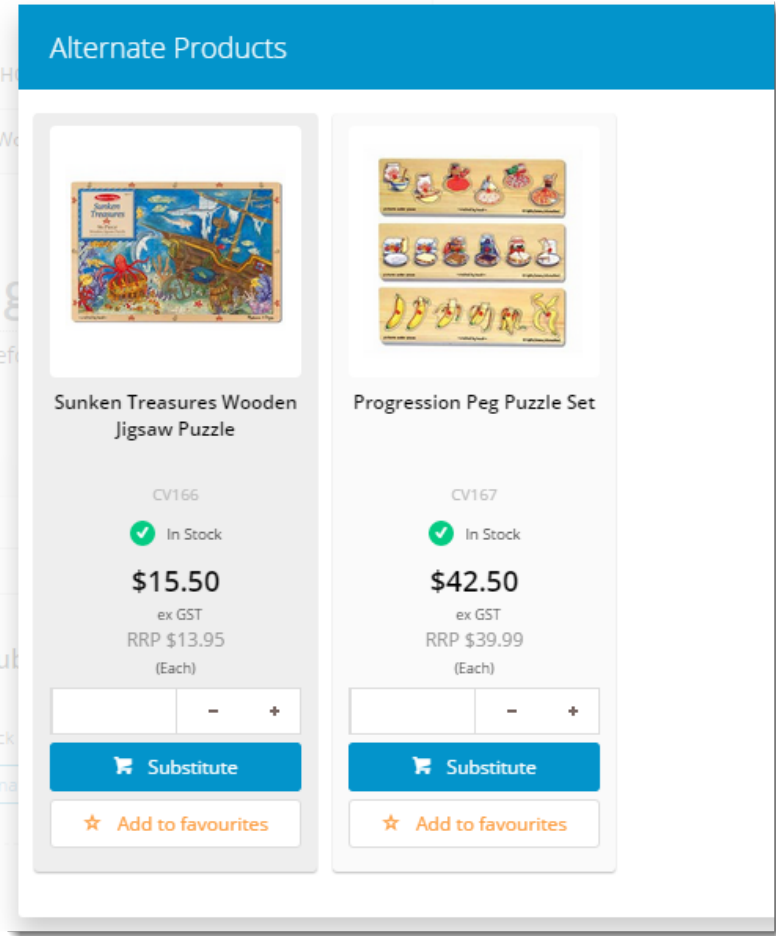 Alternate Products
Sunken
Treasures
Sunken Treasures Wooden
Jigsaw Puzzle
CV166
In Stock
$15.50
ex GST
RRP $13.95
(Each)
- +
Substitute
Add to favourites
Progression Peg Puzzle Set
CV167
In Stock
$42.50
ex GST
RRP $39.99
(Each)
- +
Substitute
Add to favourites